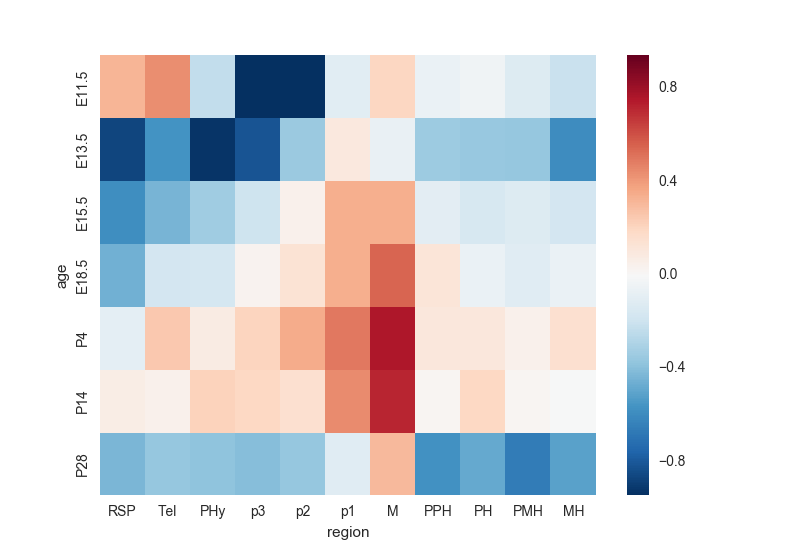 E11.5
E13.5
E15.5
E18.5
P4
P14
P28
age
RSP Tel PHy p3 p2 p1 M PPH PH PMH MH
region
0.8
0.4
0.0
−0.4
−0.8